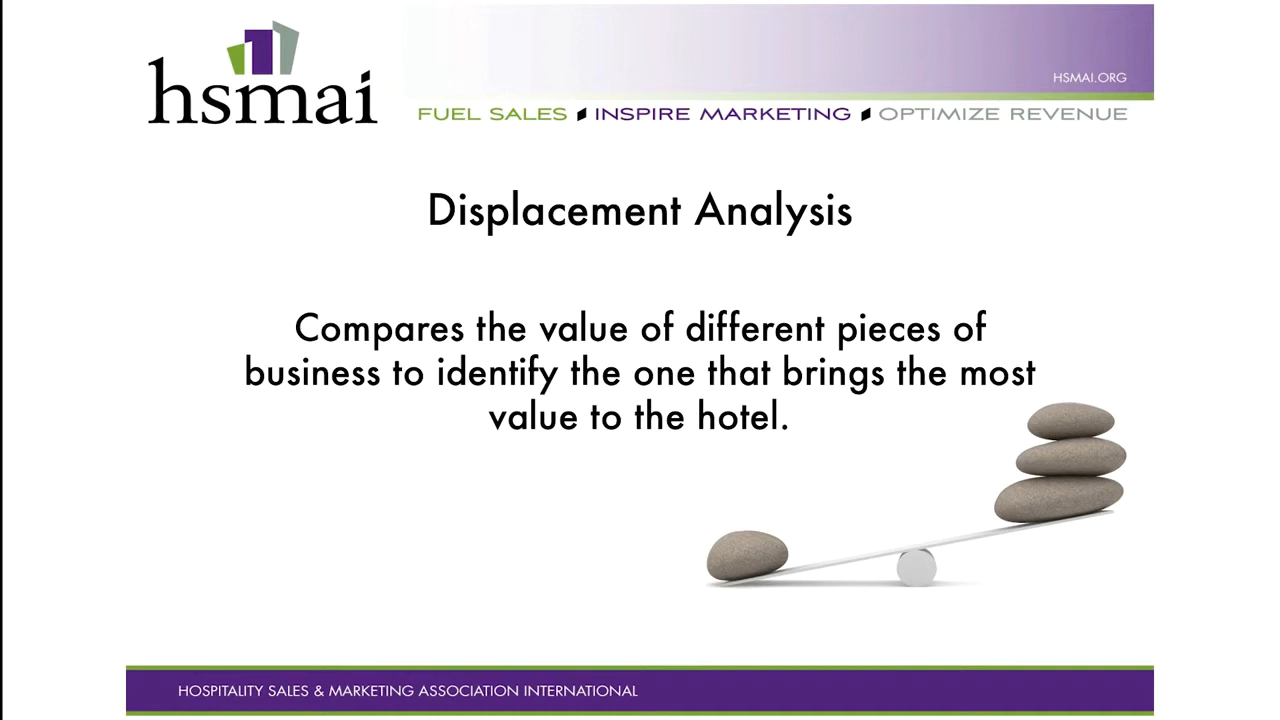 hsmai
HSMAI.ORG
FUEL SALES INSPIRE MARKETING OPTIMIZE REVENUE
Displacement Analysis
Compares the value of different pieces of
business to identify the one that brings the most
value to the hotel.
HOSPITALITY SALES & MARKETING ASSOCIATION INTERNATIONAL